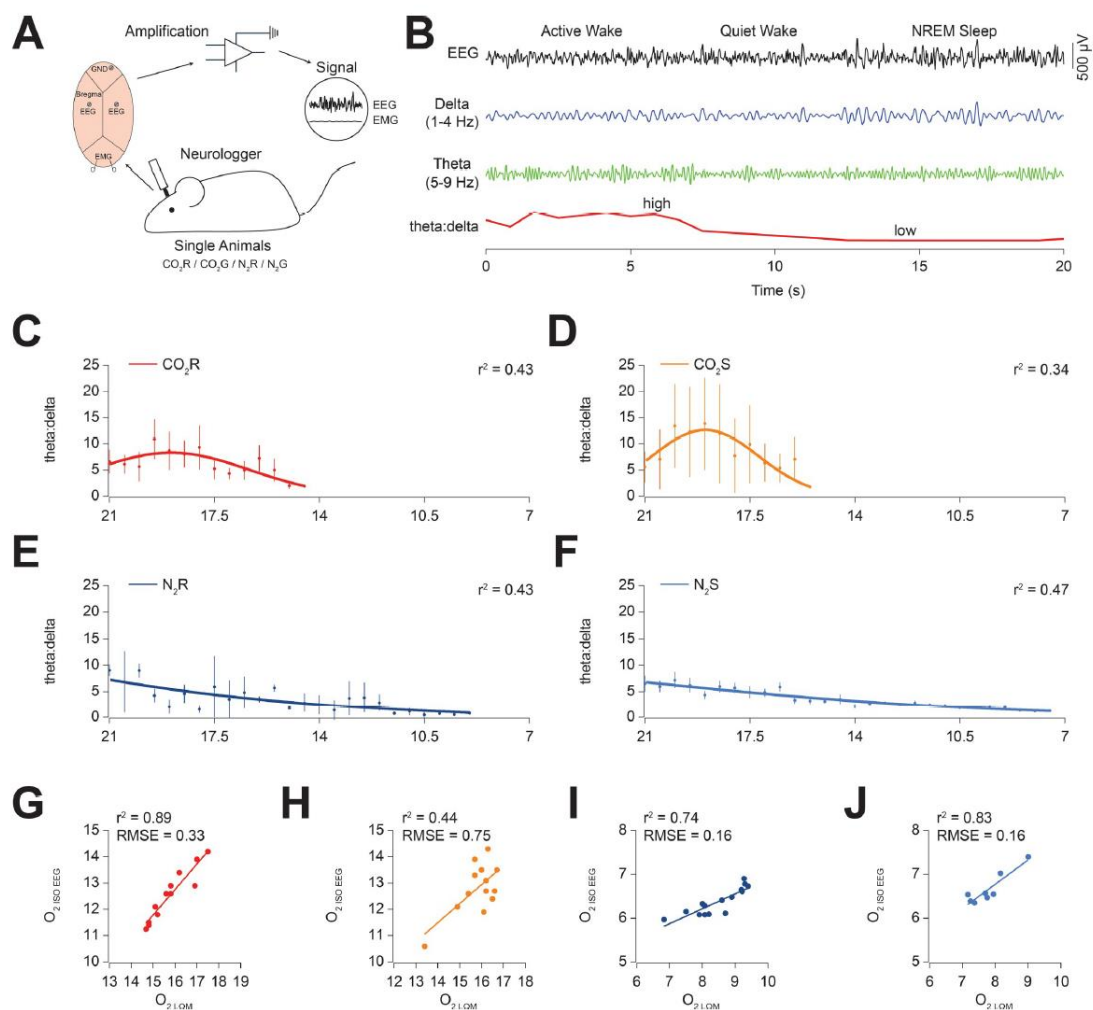 A
Amplification
GND
Bregma
EEG EEG
EMG
Signal
EEG
EMG
Neurologger
Single Animals
CO₂R / CO₂G / N₂R / N₂G
B
Active Wake Quiet Wake NREM Sleep
EEG
500 µV
Delta
(1-4 Hz)
Theta
(5-9 Hz)
theta:delta
high
low
0 5 10 15 20
Time (s)
C
CO₂R
r² = 0.43
theta:delta
25
20
15
10
5
0
21 17.5 14 10.5 7
D
CO₂S
r² = 0.34
theta:delta
25
20
15
10
5
0
21 17.5 14 10.5 7
E
N₂R
r² = 0.43
theta:delta
25
20
15
10
5
0
21 17.5 14 10.5 7
F
N₂S
r² = 0.47
theta:delta
25
20
15
10
5
0
21 17.5 14 10.5 7
G
r² = 0.89
RMSE = 0.33
O₂ ISO EEG
15
14
13
12
11
10
13 14 15 16 17 18 19
O₂ LOM
H
r² = 0.44
RMSE = 0.75
O₂ ISO EEG
15
14
13
12
11
10
12 13 14 15 16 17 18
O₂ LOM
I
r² = 0.74
RMSE = 0.16
O₂ ISO EEG
8
7
6
5
6 7 8 9 10
O₂ LOM
J
r² = 0.83
RMSE = 0.16
O₂ ISO EEG
8
7
6
5
6 7 8 9 10
O₂ LOM